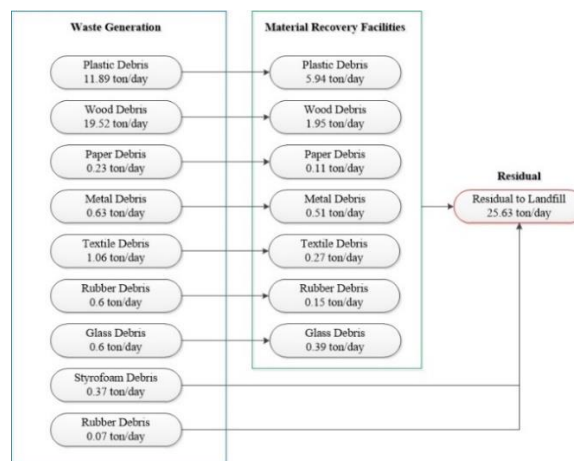 Waste Generation
Plastic Debris
11.89 ton/day
Wood Debris
19.52 ton/day
Paper Debris
0.23 ton/day
Metal Debris
0.63 ton/day
Textile Debris
1.06 ton/day
Rubber Debris
0.6 ton/day
Glass Debris
0.6 ton/day
Styrofoam Debris
0.37 ton/day
Rubber Debris
0.07 ton/day
Material Recovery Facilities
Plastic Debris
5.94 ton/day
Wood Debris
1.95 ton/day
Paper Debris
0.11 ton/day
Metal Debris
0.51 ton/day
Textile Debris
0.27 ton/day
Rubber Debris
0.15 ton/day
Glass Debris
0.39 ton/day
Residual
Residual to Landfill
25.63 ton/day